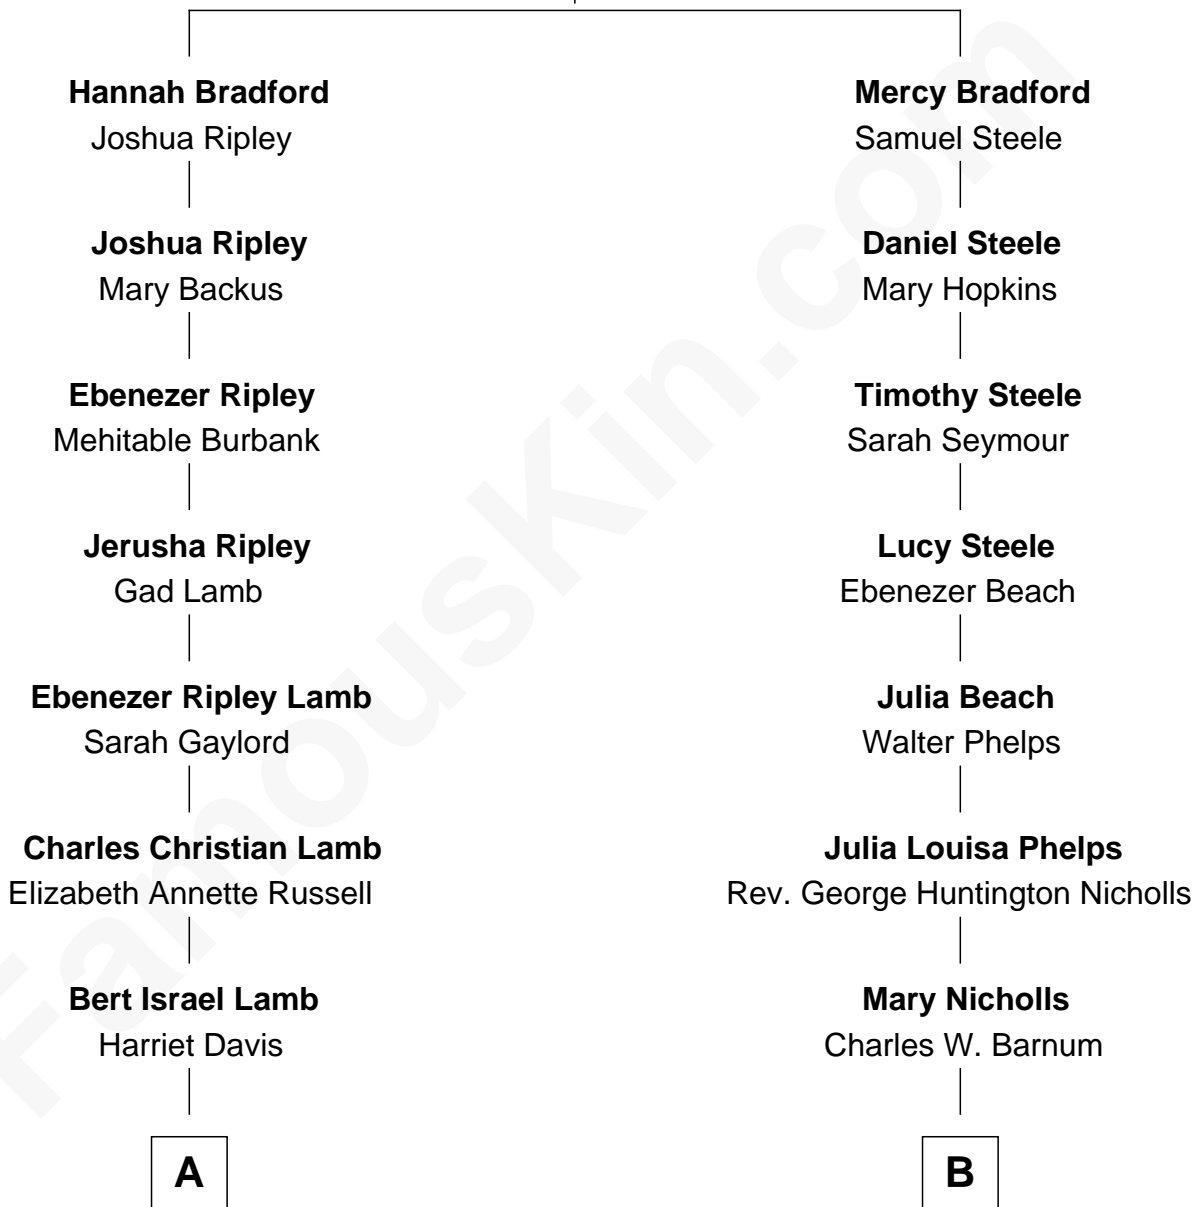 Hannah Bradford
Joshua Ripley
Joshua Ripley
Mary Backus
Ebenezer Ripley
Mehitable Burbank
Jerusha Ripley
Gad Lamb
Ebenezer Ripley Lamb
Sarah Gaylord
Charles Christian Lamb
Elizabeth Annette Russell
Bert Israel Lamb
Harriet Davis
A
Mercy Bradford
Samuel Steele
Daniel Steele
Mary Hopkins
Timothy Steele
Sarah Seymour
Lucy Steele
Ebenezer Beach
Julia Beach
Walter Phelps
Julia Louisa Phelps
Rev. George Huntington Nicholls
Mary Nicholls
Charles W. Barnum
B
FamousKin.com